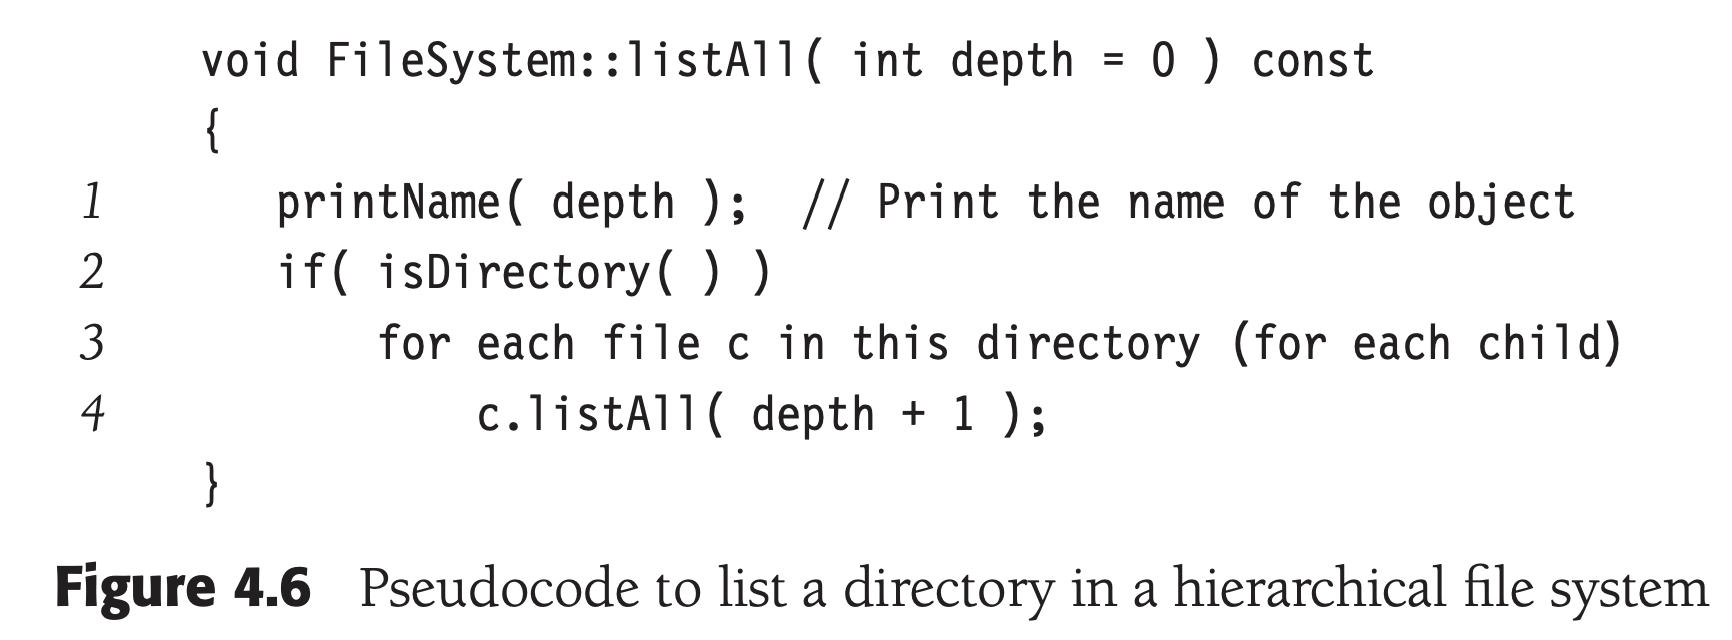 void FileSystem::listAll( int depth = 0 ) const
{
1 printName( depth ); // Print the name of the object
2 if( isDirectory( ) )
3 for each file c in this directory (for each child)
4 c.listAll( depth + 1 );
}
Figure 4.6 Pseudocode to list a directory in a hierarchical file system